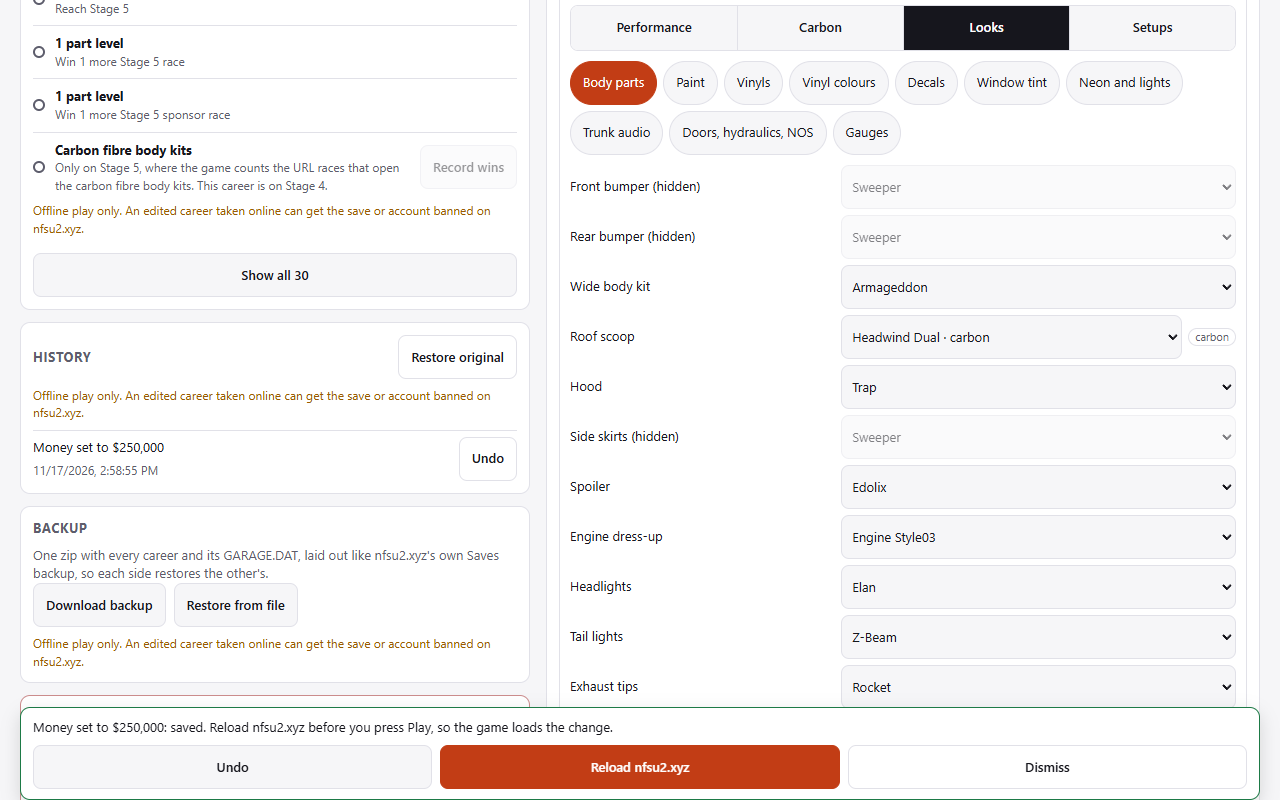 Reach Stage 5
1 part level
Win 1 more Stage 5 race
1 part level
Win 1 more Stage 5 sponsor race
Carbon fibre body kits
Only on Stage 5, where the game counts the URL races that open
the carbon fibre body kits. This career is on Stage 4.
Record wins
Offline play only. An edited career taken online can get the save or account banned on
nfsu2.xyz.
Show all 30
HISTORY
Restore original
Offline play only. An edited career taken online can get the save or account banned on
nfsu2.xyz.
Money set to $250,000
11/17/2026, 2:58:55 PM
Undo
BACKUP
One zip with every career and its GARAGE.DAT, laid out like nfsu2.xyz's own Saves
backup, so each side restores the other's.
Download backup
Restore from file
Offline play only. An edited career taken online can get the save or account banned on
nfsu2.xyz.
Performance
Carbon
Looks
Setups
Body parts
Paint
Vinyls
Vinyl colours
Decals
Window tint
Neon and lights
Trunk audio
Doors, hydraulics, NOS
Gauges
Front bumper (hidden)
Sweeper
Rear bumper (hidden)
Sweeper
Wide body kit
Armageddon
Roof scoop
Headwind Dual · carbon
carbon
Hood
Trap
Side skirts (hidden)
Sweeper
Spoiler
Edolix
Engine dress-up
Engine Style03
Headlights
Elan
Tail lights
Z-Beam
Exhaust tips
Rocket
Money set to $250,000: saved. Reload nfsu2.xyz before you press Play, so the game loads the change.
Undo
Reload nfsu2.xyz
Dismiss